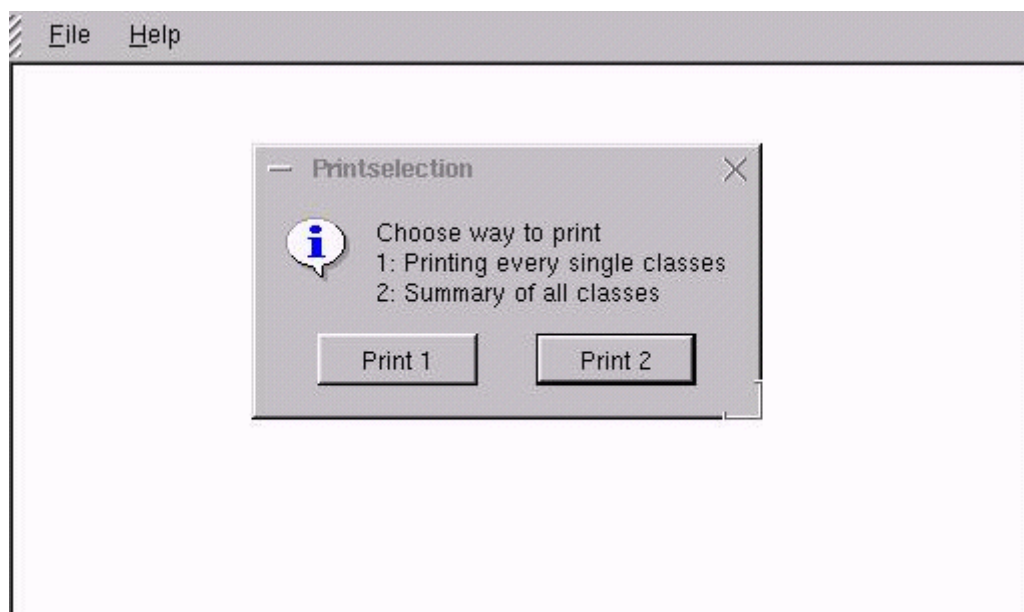 File Help
Printselection
Choose way to print
1: Printing every single classes
2: Summary of all classes
Print 1 Print 2